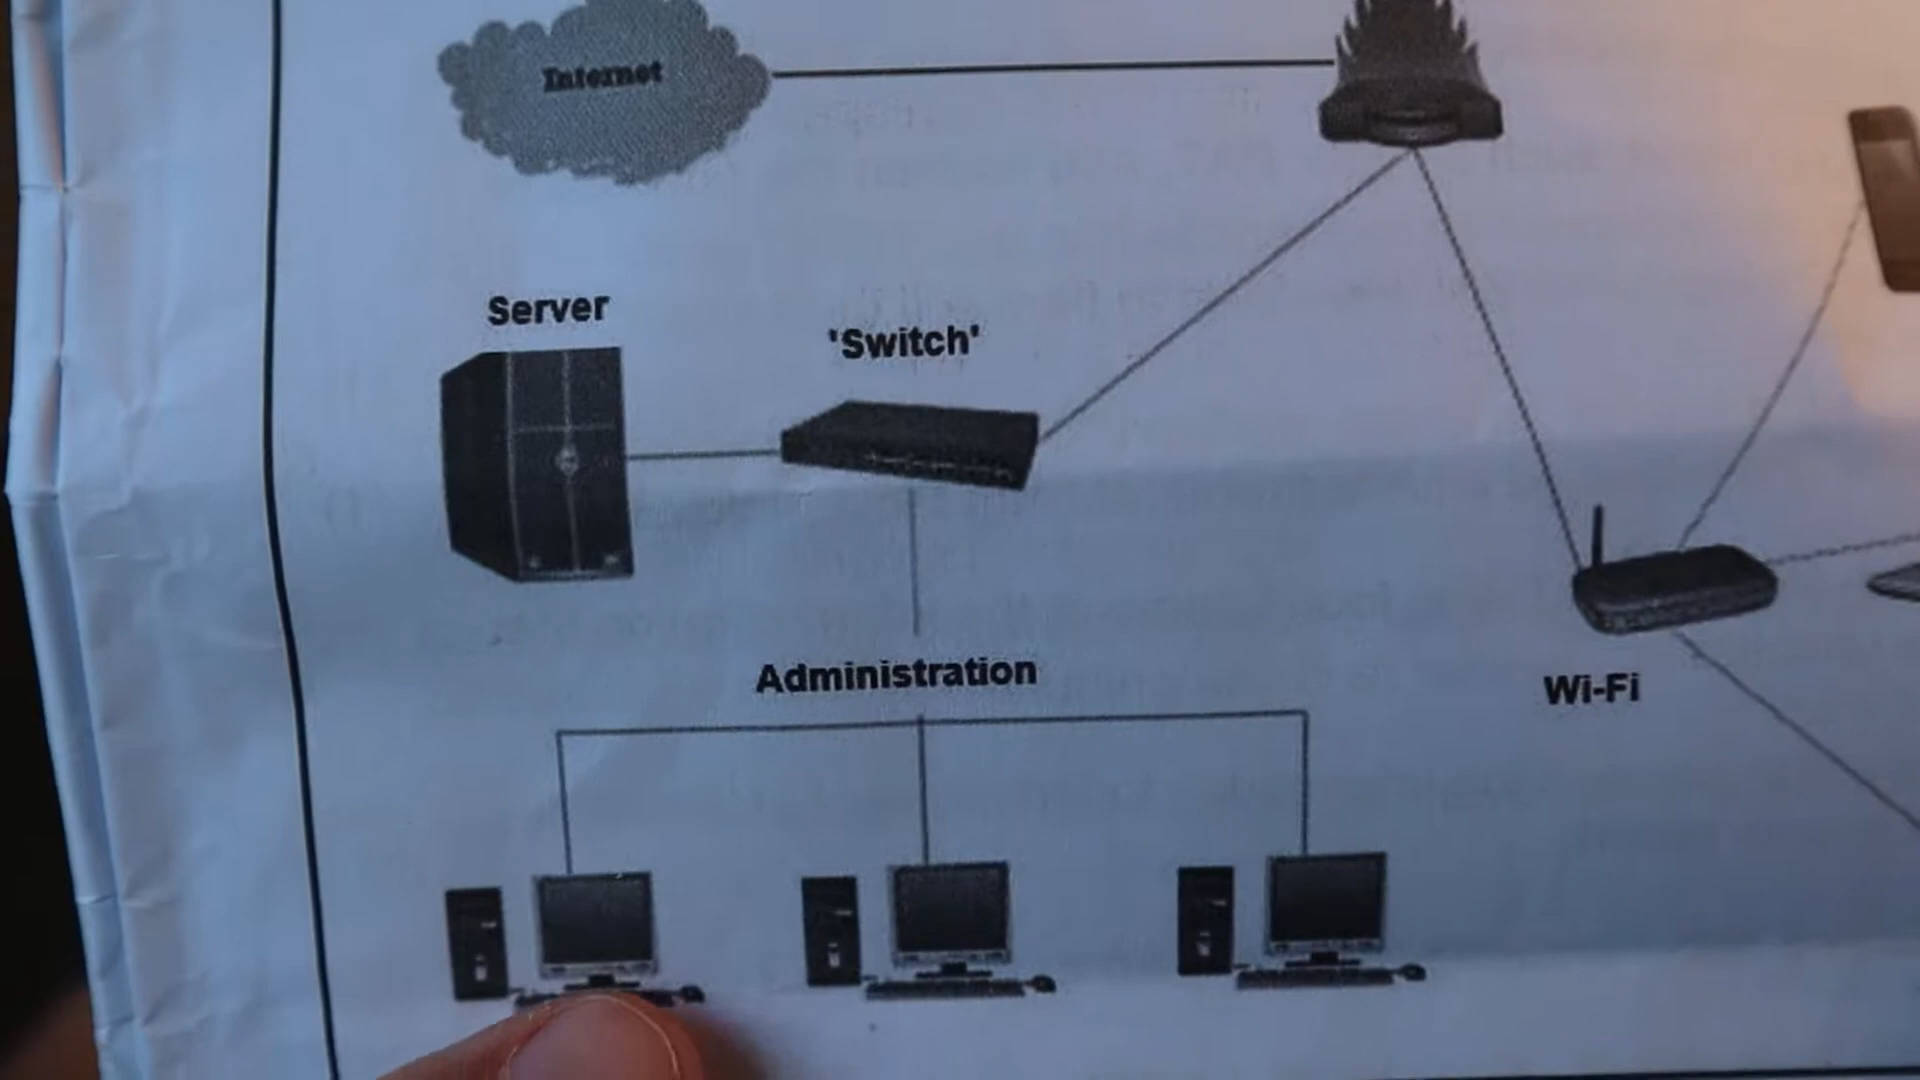 Internet
Server
'Switch'
Administration
Wi-Fi